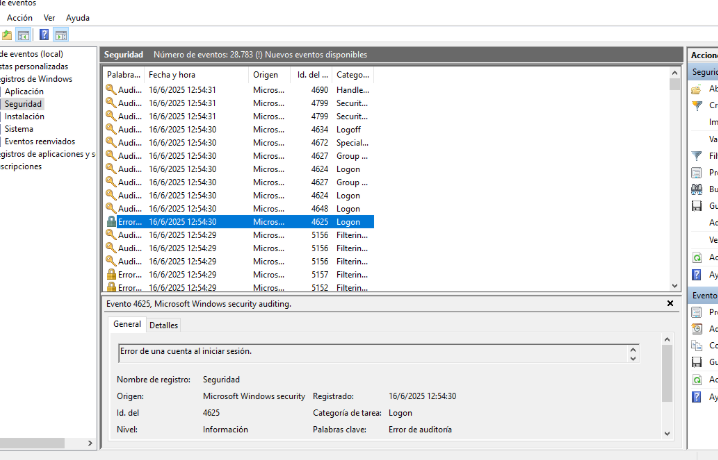 de eventos
Acción Ver Ayuda
de eventos (local)
stas personalizadas
egistros de Windows
Aplicación
Seguridad
Instalación
Sistema
Eventos reenviados
egistros de aplicaciones y s
scripciones
Seguridad Número de eventos: 28.783 (!) Nuevos eventos disponibles
Palabra... Fecha y hora Origen Id. del ... Catego...
Audi... 16/6/2025 12:54:31 Micros... 4690 Handle...
Audi... 16/6/2025 12:54:31 Micros... 4799 Securit...
Audi... 16/6/2025 12:54:31 Micros... 4799 Securit...
Audi... 16/6/2025 12:54:30 Micros... 4634 Logoff
Audi... 16/6/2025 12:54:30 Micros... 4672 Special...
Audi... 16/6/2025 12:54:30 Micros... 4627 Group ...
Audi... 16/6/2025 12:54:30 Micros... 4624 Logon
Audi... 16/6/2025 12:54:30 Micros... 4627 Group ...
Audi... 16/6/2025 12:54:30 Micros... 4624 Logon
Audi... 16/6/2025 12:54:30 Micros... 4648 Logon
Error... 16/6/2025 12:54:30 Micros... 4625 Logon
Audi... 16/6/2025 12:54:29 Micros... 5156 Filterin...
Audi... 16/6/2025 12:54:29 Micros... 5156 Filterin...
Audi... 16/6/2025 12:54:29 Micros... 5156 Filterin...
Error... 16/6/2025 12:54:29 Micros... 5157 Filterin...
Error... 16/6/2025 12:54:29 Micros... 5152 Filterin...
Evento 4625, Microsoft Windows security auditing.
General Detalles
Error de una cuenta al iniciar sesión.
Nombre de registro: Seguridad
Origen: Microsoft Windows security Registrado: 16/6/2025 12:54:30
Id. del 4625 Categoría de tarea: Logon
Nivel: Información Palabras clave: Error de auditoría
Accione
Seguric
Ab
Cr
Im
Va
Fil
Pr
Bu
Gu
Ac
Ve
Ac
Ay
Evento
Pr
Ac
Co
Gu
Ac
Ay